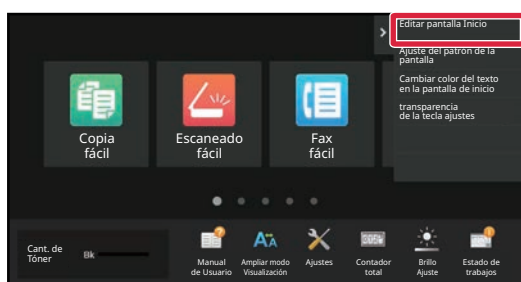 Editar pantalla Inicio
Ajuste del patrón de la
pantalla
Cambiar color del texto
en la pantalla de inicio
transparencia
de la tecla ajustes
Copia
fácil
Escaneado
fácil
Fax
fácil
Cant. de
Tóner
Bk
Manual
de Usuario
Ampliar modo
Visualización
Ajustes
Contador
total
Brillo
Ajuste
Estado de
trabajos